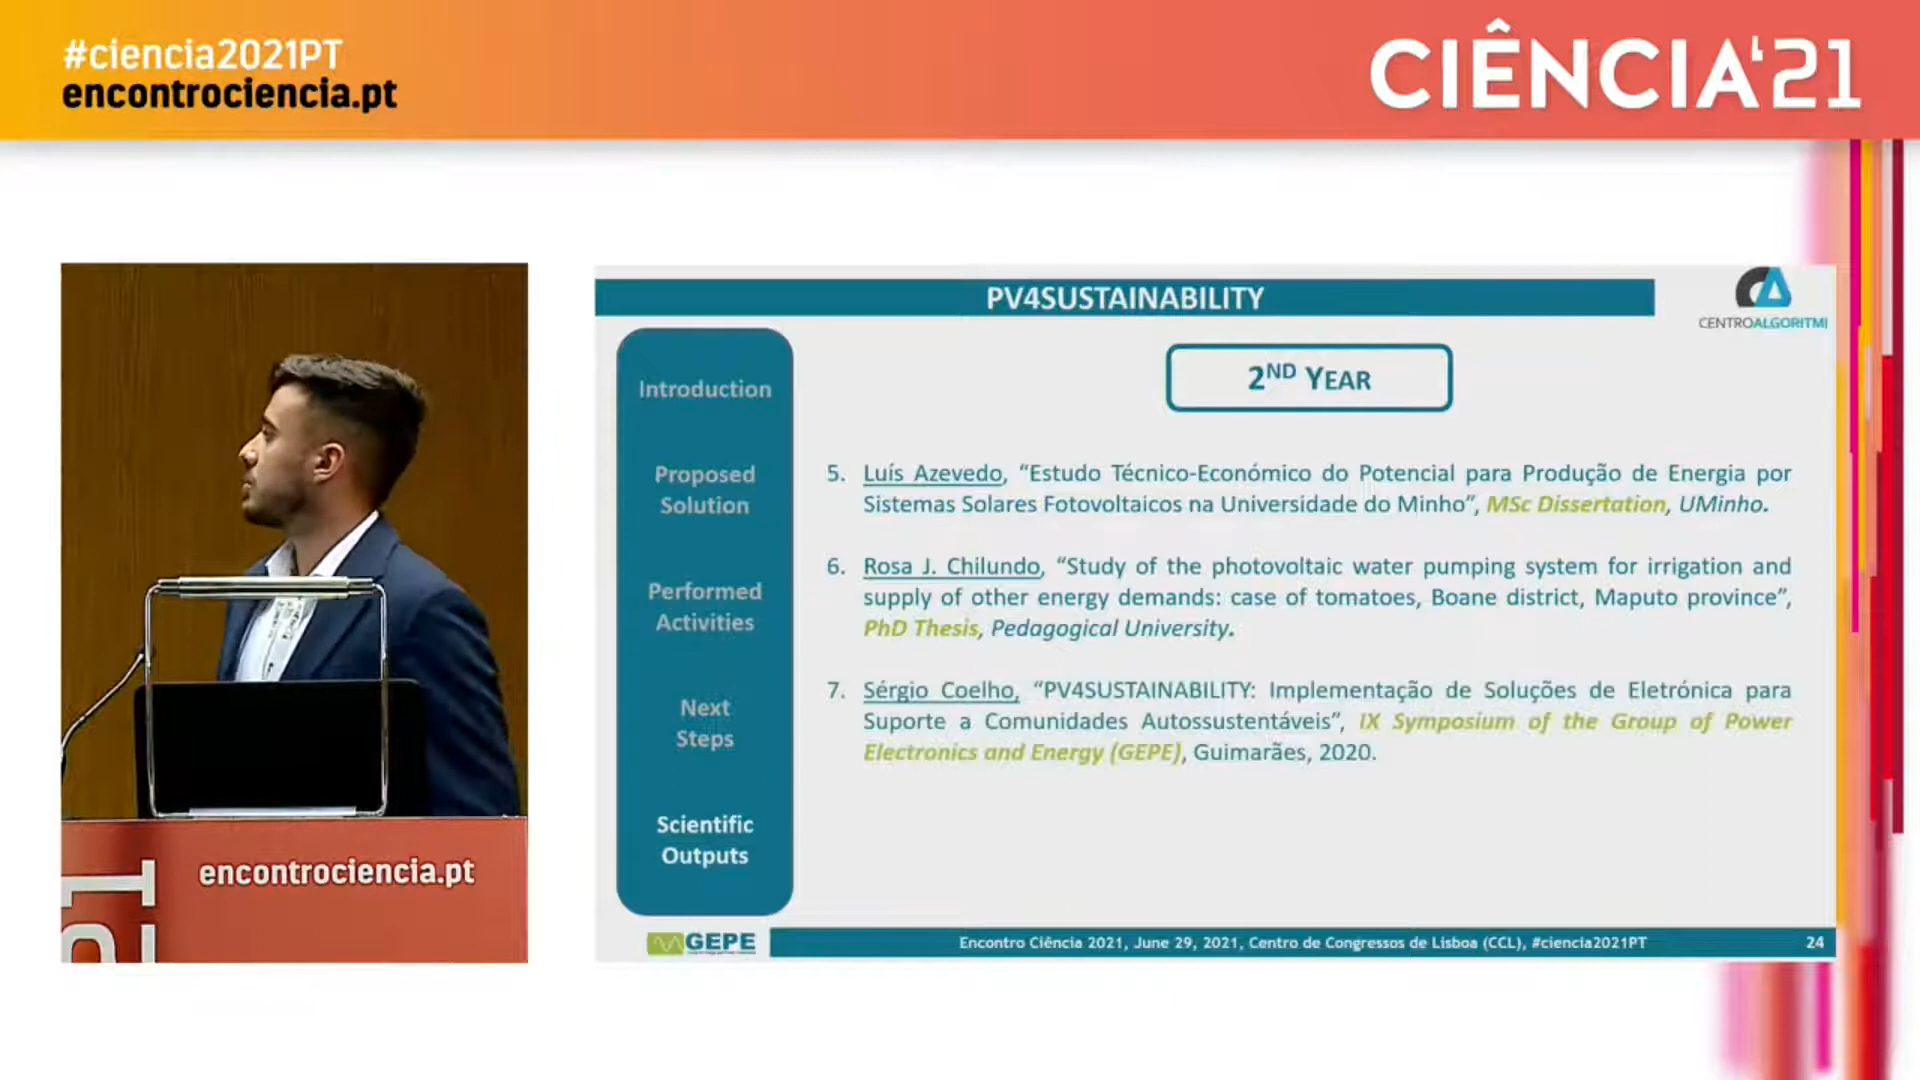 #ciencia2021PT
encontrociencia.pt
CIÊNCIA'21
encontrociencia.pt
21
PV4SUSTAINABILITY
CENTROALGORITMI
Introduction
Proposed
Solution
Performed
Activities
Next
Steps
Scientific
Outputs
2ND YEAR
5. Luís Azevedo, “Estudo Técnico-Económico do Potencial para Produção de Energia por
Sistemas Solares Fotovoltaicos na Universidade do Minho”, MSc Dissertation, UMinho.
6. Rosa J. Chilundo, “Study of the photovoltaic water pumping system for irrigation and
supply of other energy demands: case of tomatoes, Boane district, Maputo province”,
PhD Thesis, Pedagogical University.
7. Sérgio Coelho, “PV4SUSTAINABILITY: Implementação de Soluções de Eletrónica para
Suporte a Comunidades Autossustentáveis”, IX Symposium of the Group of Power
Electronics and Energy (GEPE), Guimarães, 2020.
GEPE
Encontro Ciência 2021, June 29, 2021, Centro de Congressos de Lisboa (CCL), #ciencia2021PT
24